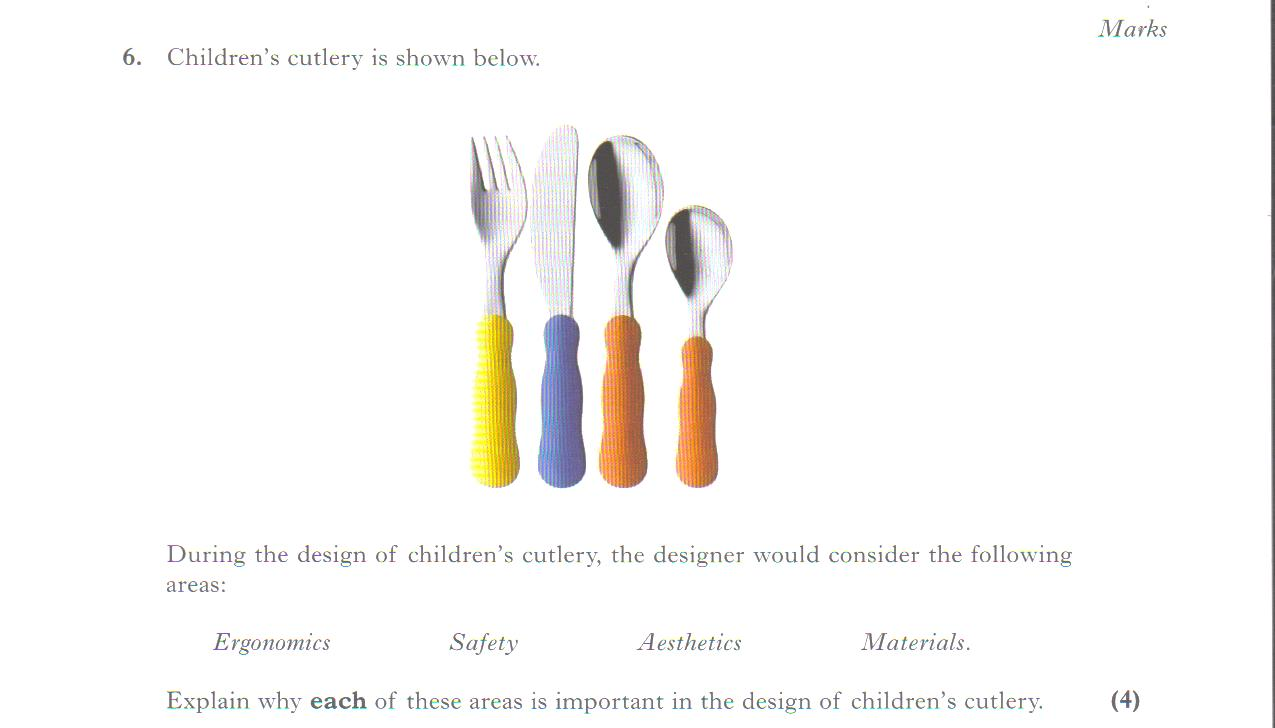 Marks
6. Children's cutlery is shown below.
During the design of children's cutlery, the designer would consider the following
areas:
Ergonomics Safety Aesthetics Materials.
Explain why each of these areas is important in the design of children's cutlery. (4)